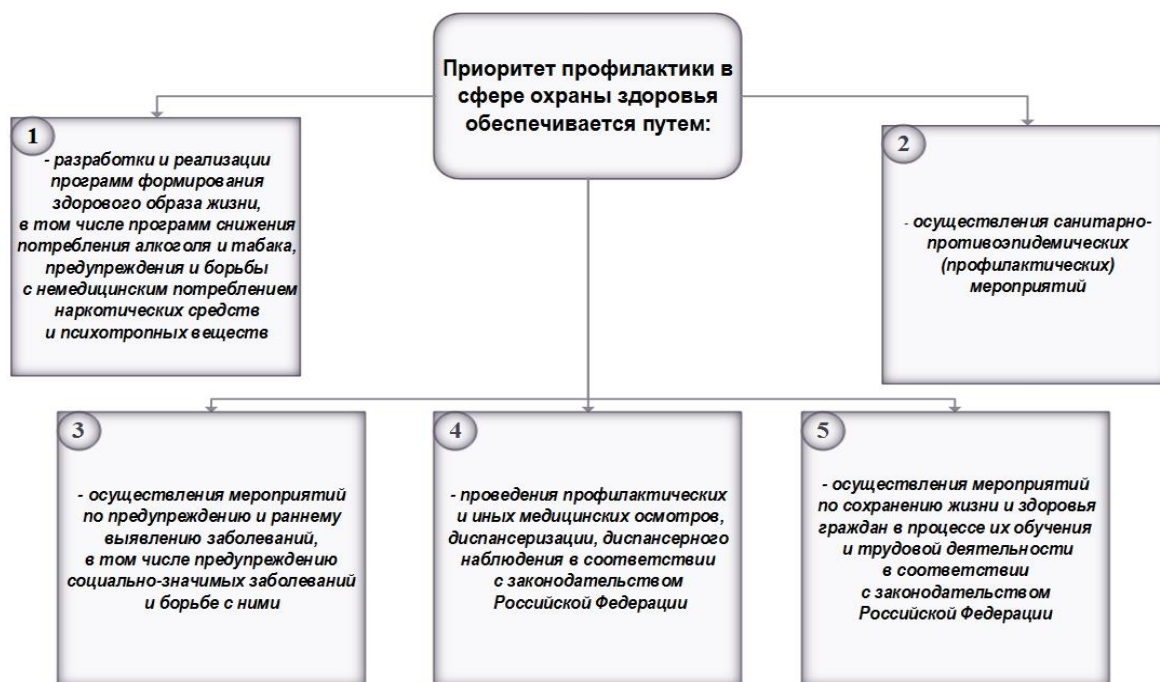 Приоритет профилактики в
сфере охраны здоровья
обеспечивается путем:
1
- разработки и реализации
программ формирования
здорового образа жизни,
в том числе программ снижения
потребления алкоголя и табака,
предупреждения и борьбы
с немедицинским потреблением
наркотических средств
и психотропных веществ
2
- осуществления санитарно-
противоэпидемических
(профилактических)
мероприятий
3
- осуществления мероприятий
по предупреждению и раннему
выявлению заболеваний,
в том числе предупреждению
социально-значимых заболеваний
и борьбе с ними
4
- проведения профилактических
и иных медицинских осмотров,
диспансеризации, диспансерного
наблюдения в соответствии
с законодательством
Российской Федерации
5
- осуществления мероприятий
по сохранению жизни и здоровья
граждан в процессе их обучения
и трудовой деятельности
в соответствии
с законодательством
Российской Федерации